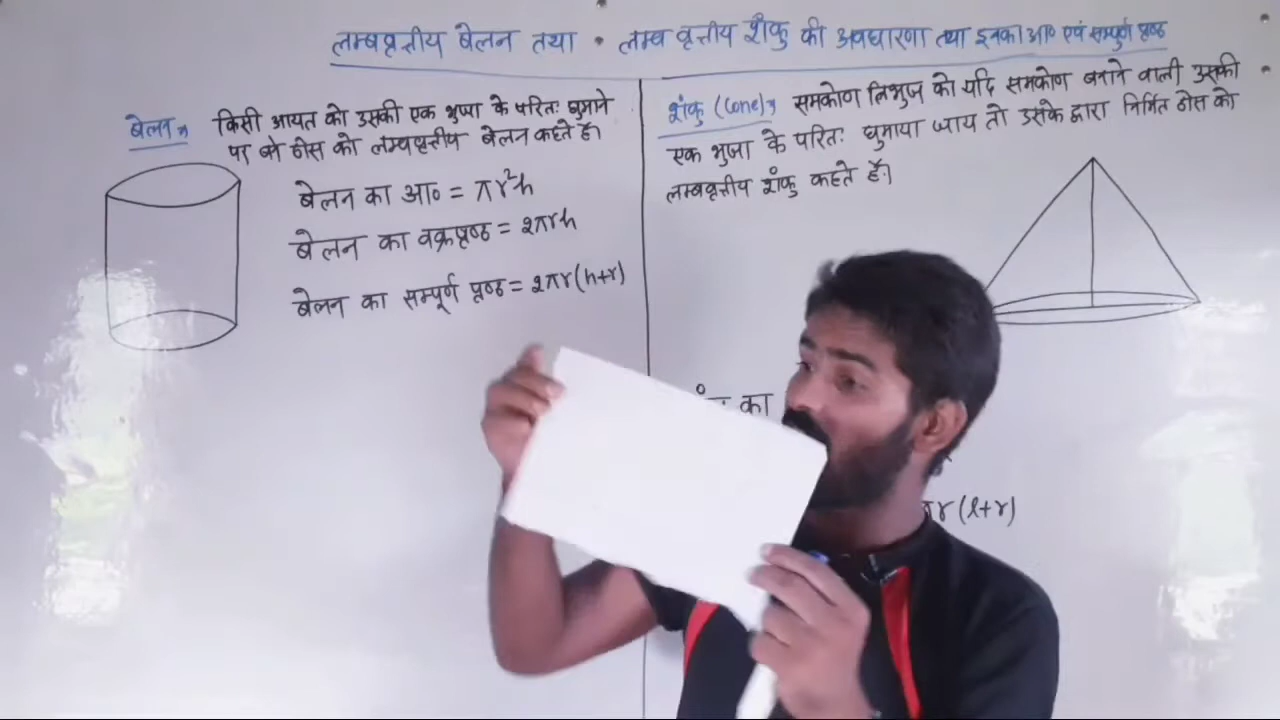 लम्बवृत्तीय बेलन तथा · लम्ब वृत्तीय शंकु की अवधारणा तथा इनका आ० एवं सम्पूर्ण पृष्ठ
बेलन ⇒ किसी आयत को उसकी एक भुजा के परितः घुमाने
पर बने ठोस को लम्बवृत्तीय बेलन कहते हैं।
बेलन का आ० = πr²h
बेलन का वक्रपृष्ठ = 2πrh
बेलन का सम्पूर्ण पृष्ठ = 2πr(h+r)
शंकु (Cone) ⇒ समकोण त्रिभुज को यदि समकोण बनाने वाली उसकी
एक भुजा के परितः घुमाया जाय तो उसके द्वारा निर्मित ठोस को
लम्बवृत्तीय शंकु कहते हैं।
का
πr(l+r)